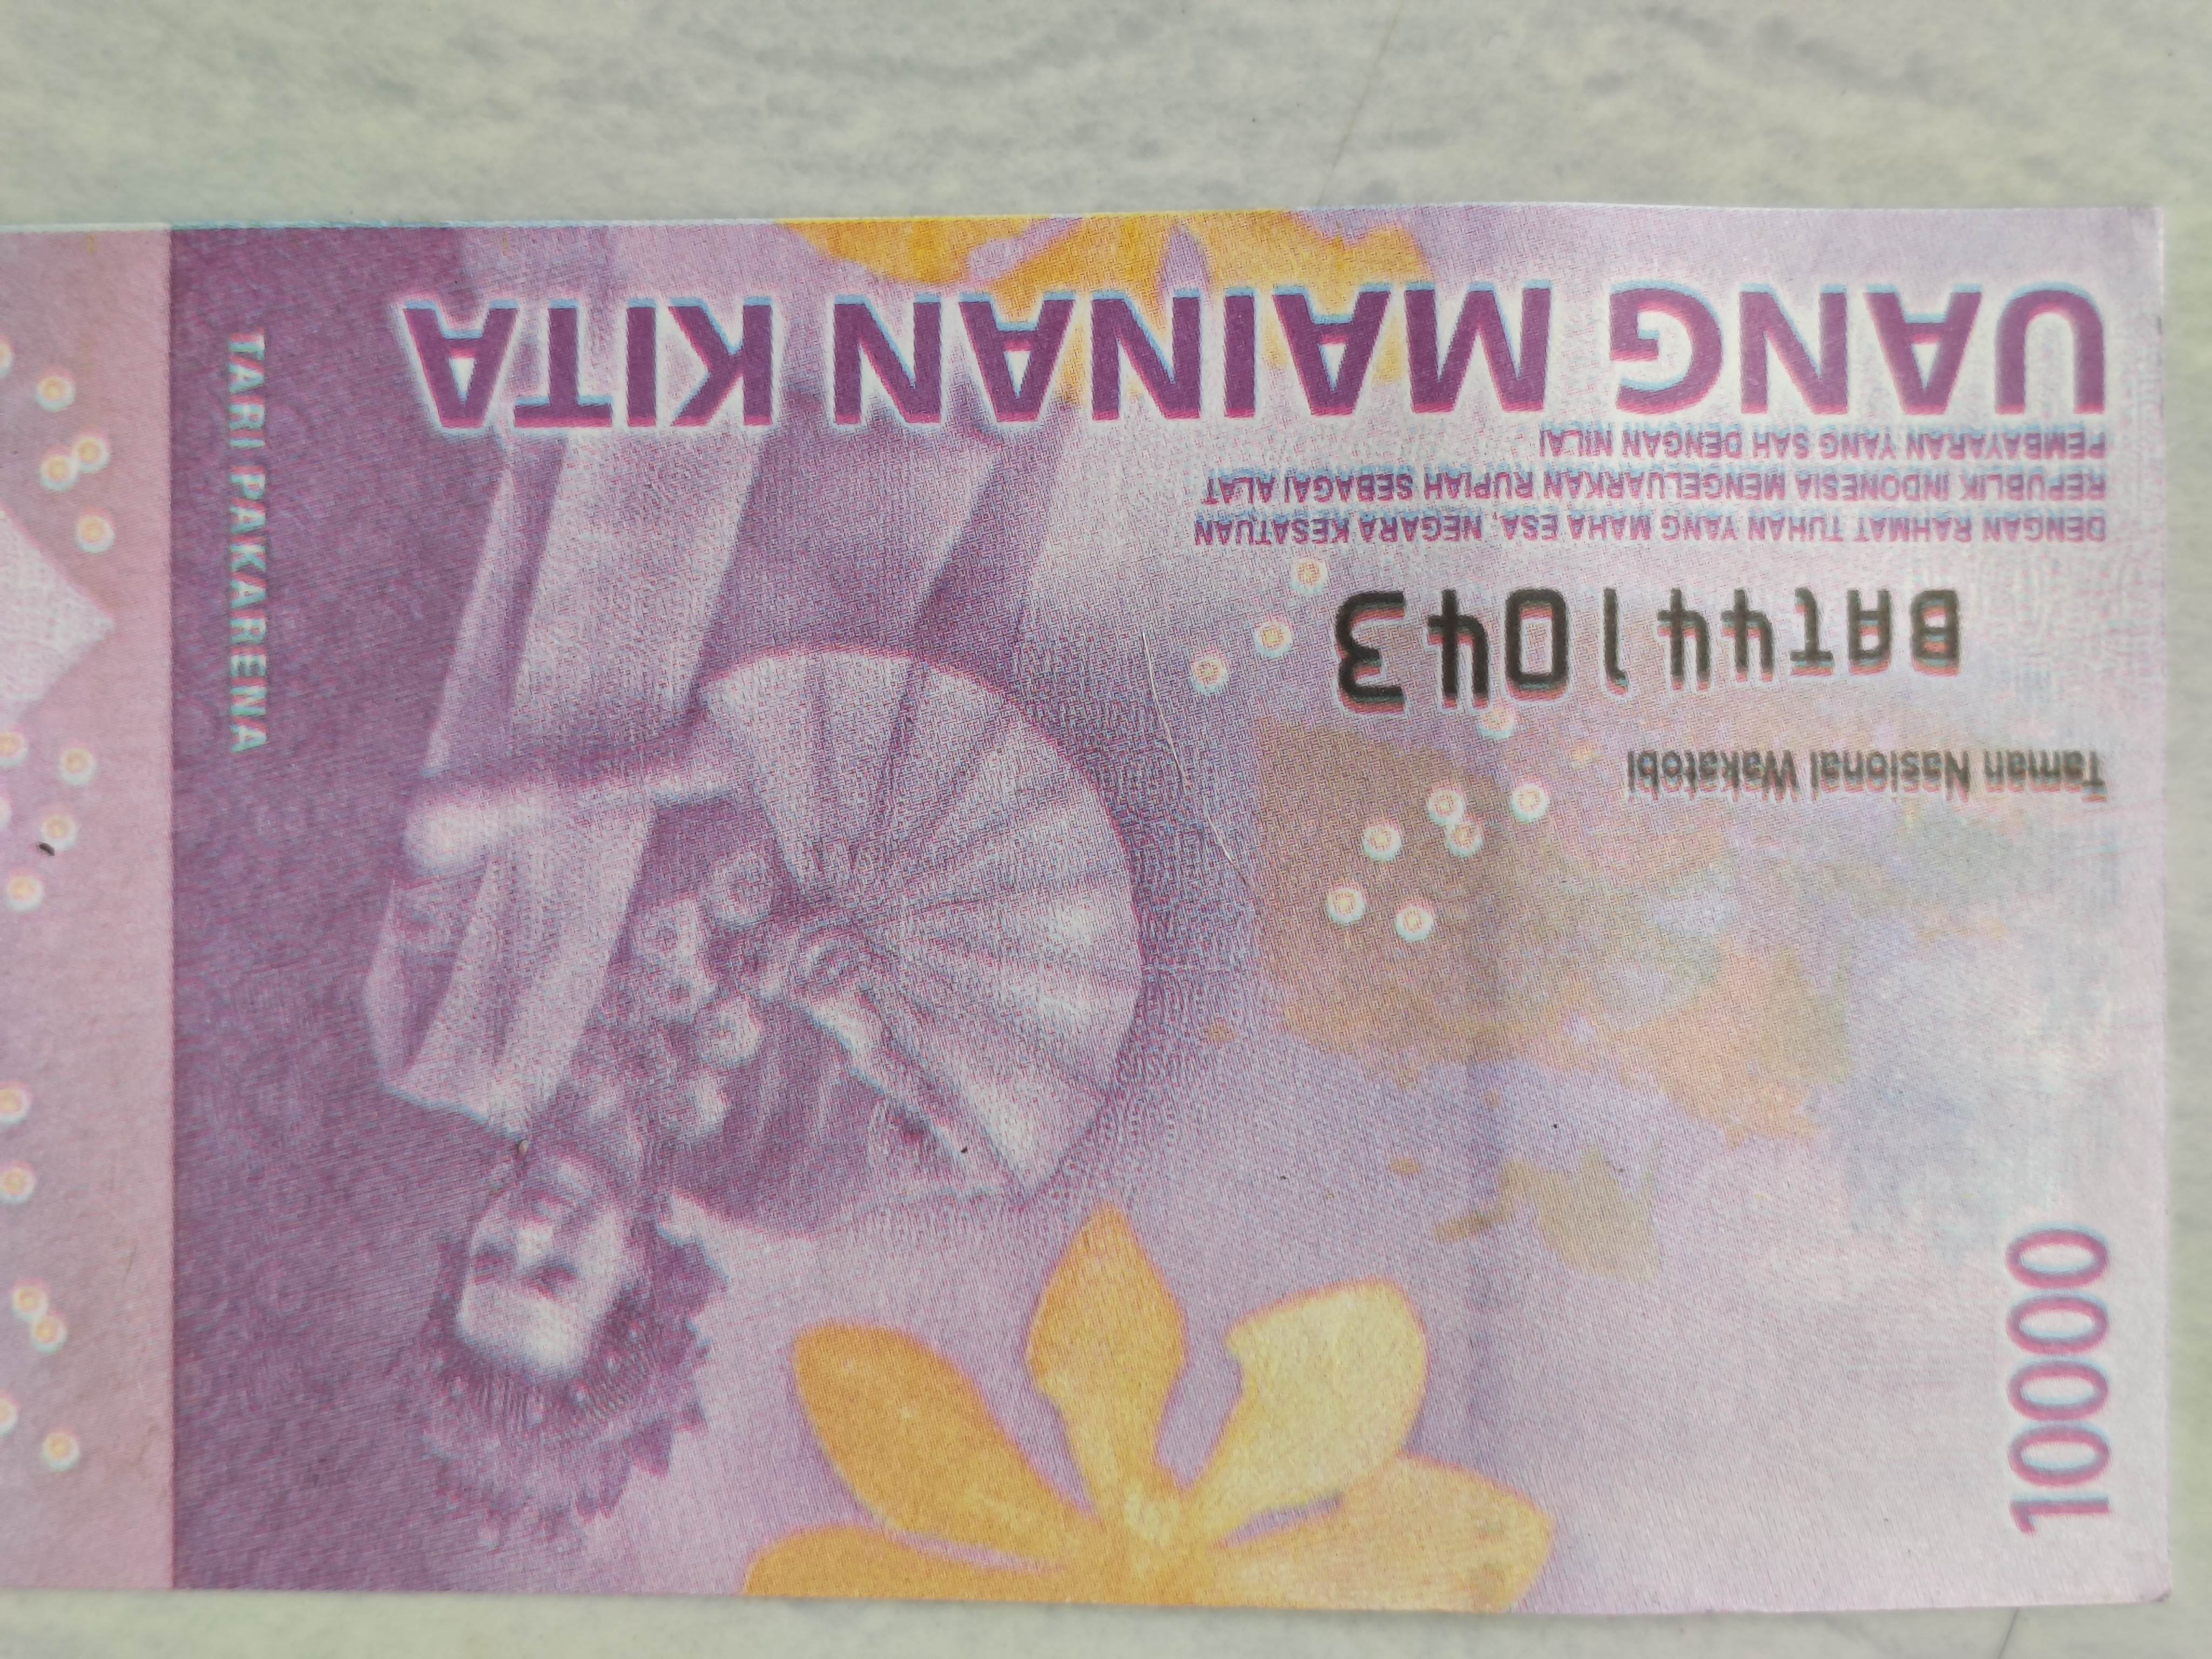 10000
Taman Nasional Wakatobi
BAT441043
DENGAN RAHMAT TUHAN YANG MAHA ESA, NEGARA KESATUAN
REPUBLIK INDONESIA MENGELUARKAN RUPIAH SEBAGAI ALAT
PEMBAYARAN YANG SAH DENGAN NILAI
UANG MAINAN KITA
TARI PAKARENA